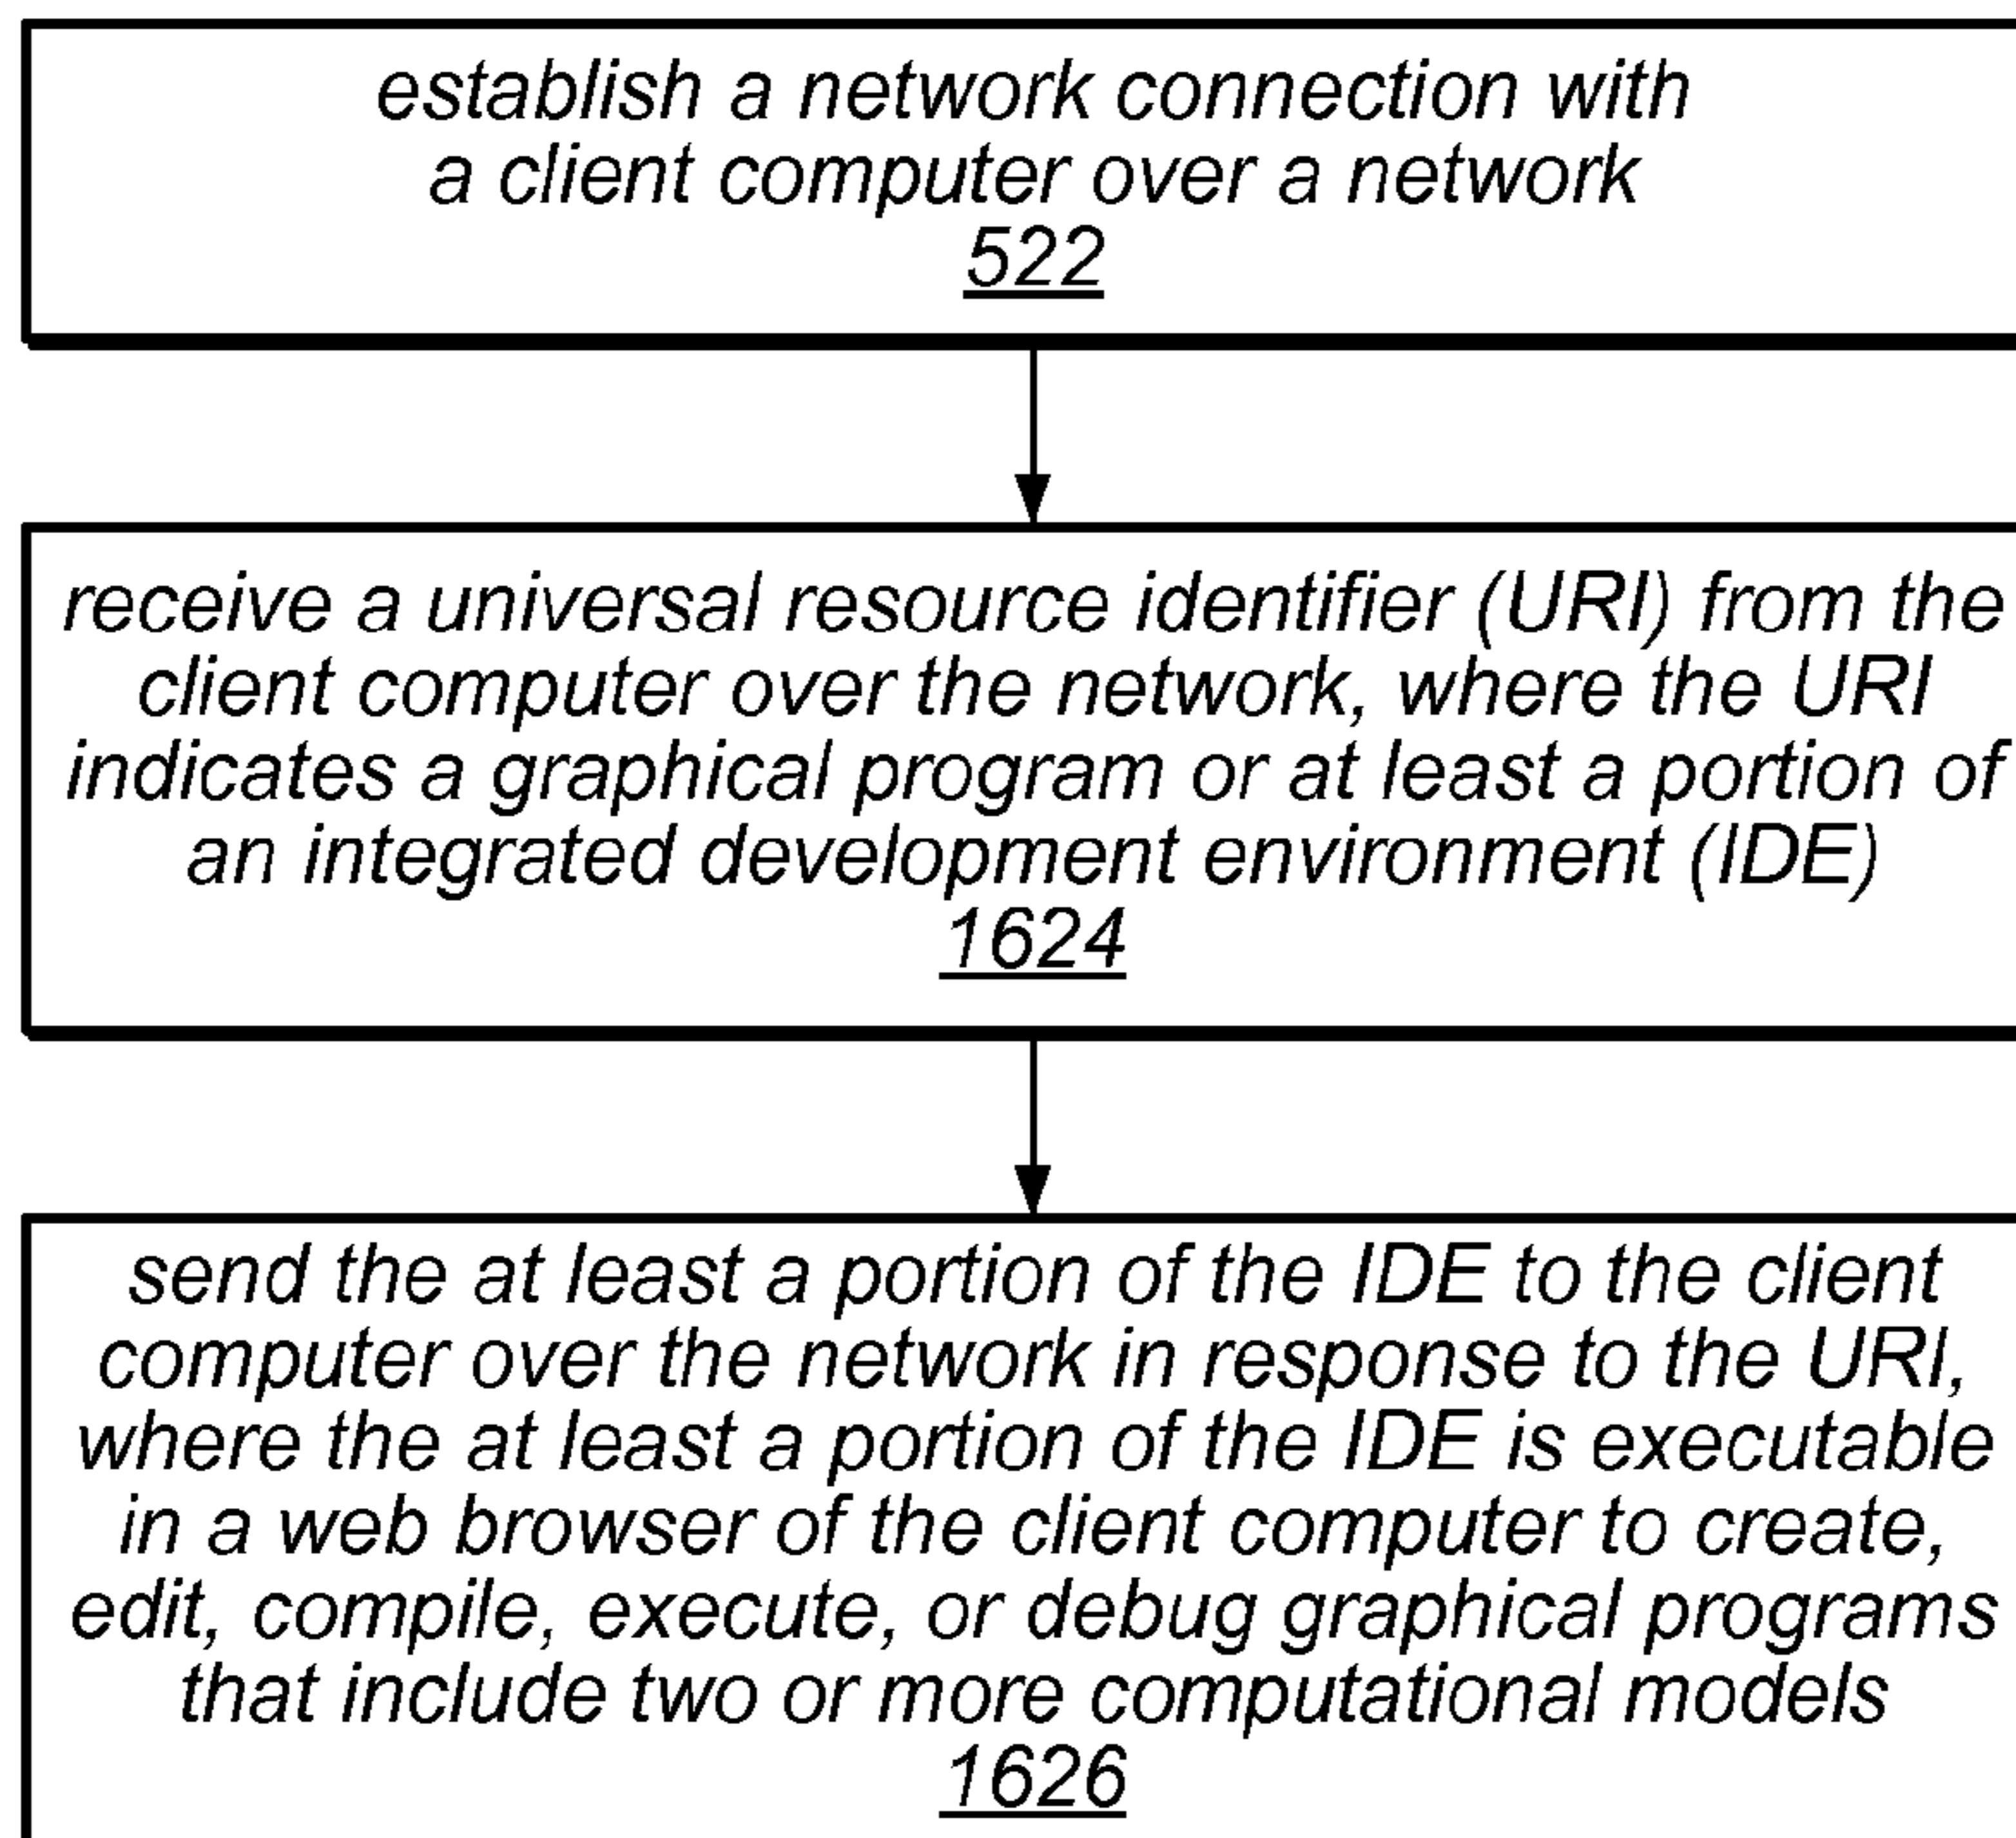 establish a network connection with
a client computer over a network
522
receive a universal resource identifier (URI) from the
client computer over the network, where the URI
indicates a graphical program or at least a portion of
an integrated development environment (IDE)
1624
send the at least a portion of the IDE to the client
computer over the network in response to the URI,
where the at least a portion of the IDE is executable
in a web browser of the client computer to create,
edit, compile, execute, or debug graphical programs
that include two or more computational models
1626